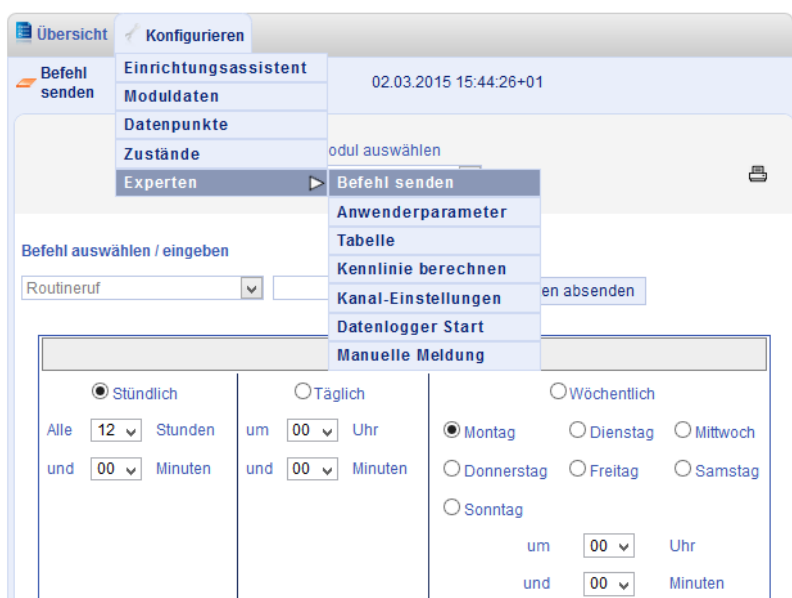 Übersicht
Konfigurieren
Befehl senden
02.03.2015 15:44:26+01
Einrichtungsassistent
Moduldaten
Datenpunkte
Zustände
Experten
odul auswählen
Befehl senden
Anwenderparameter
Tabelle
Kennlinie berechnen
Kanal-Einstellungen
Datenlogger Start
Manuelle Meldung
Befehl auswählen / eingeben
Routineruf
en absenden
Stündlich
Alle 12 Stunden
und 00 Minuten
Täglich
um 00 Uhr
und 00 Minuten
Wöchentlich
Montag Dienstag Mittwoch
Donnerstag Freitag Samstag
Sonntag
um 00 Uhr
und 00 Minuten